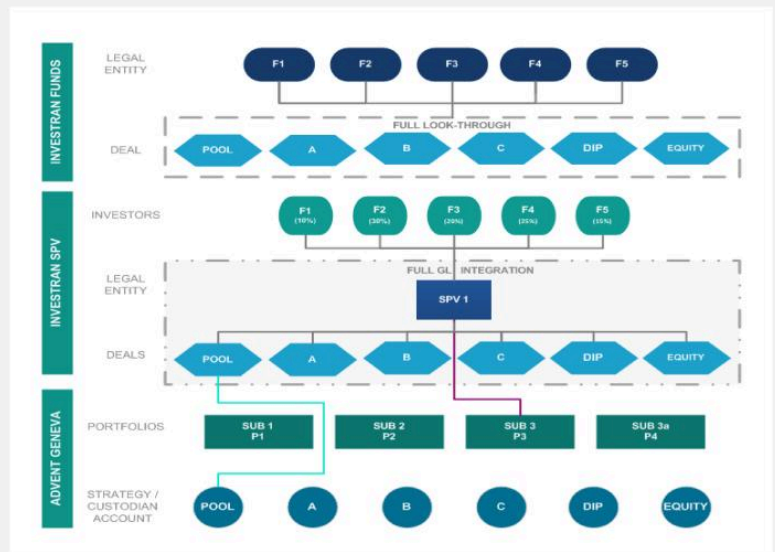 INVESTRAN FUNDS
LEGAL
ENTITY
F1
F2
F3
F4
F5
FULL LOOK-THROUGH
DEAL
POOL
A
B
C
DIP
EQUITY
INVESTRAN SPV
INVESTORS
F1
(10%)
F2
(30%)
F3
(20%)
F4
(25%)
F5
(15%)
FULL GL INTEGRATION
LEGAL
ENTITY
SPV 1
DEALS
POOL
A
B
C
DIP
EQUITY
ADVENT GENEVA
PORTFOLIOS
SUB 1
P1
SUB 2
P2
SUB 3
P3
SUB 3a
P4
STRATEGY /
CUSTODIAN
ACCOUNT
POOL
A
B
C
DIP
EQUITY